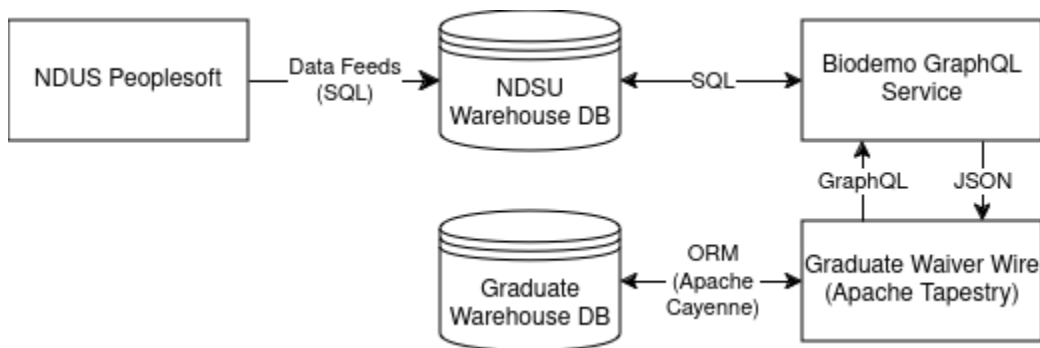 NDUS Peoplesoft
Data Feeds
(SQL)
NDSU
Warehouse DB
SQL
Biodemo GraphQL
Service
GraphQL
JSON
Graduate
Warehouse DB
ORM
(Apache
Cayenne)
Graduate Waiver Wire
(Apache Tapestry)